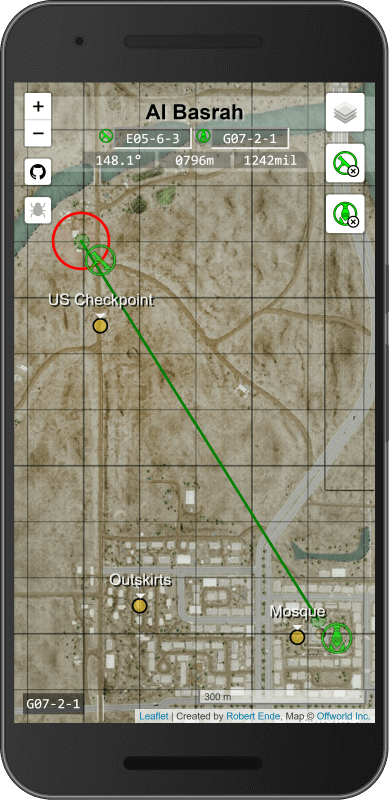 +
Al Basrah
E05-6-3 G07-2-1
−
148.1° 0796m 1242mil
US Checkpoint
Outskirts
Mosque
300 m
G07-2-1
Leaflet | Created by Robert Ende, Map © Offworld Inc.